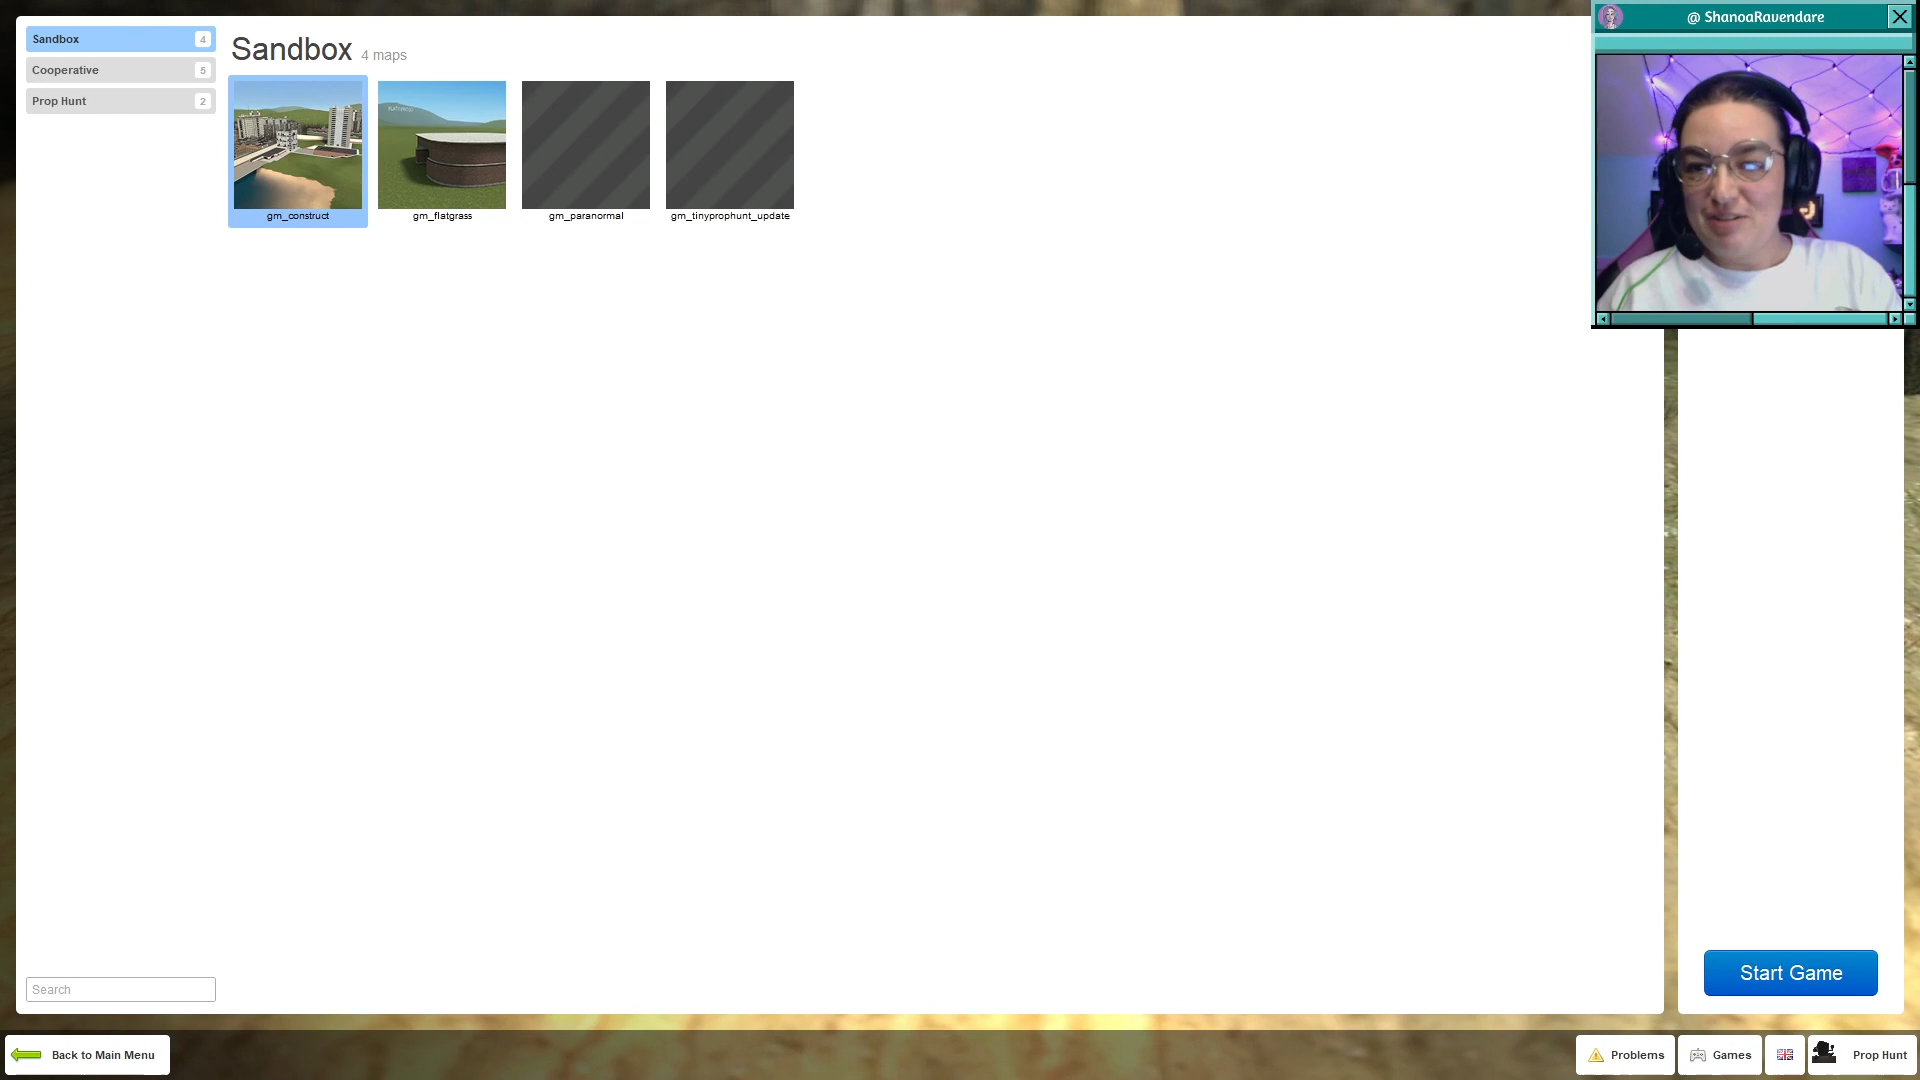 Sandbox 4
Cooperative 5
Prop Hunt 2
Sandbox 4 maps
gm_construct
gm_flatgrass
gm_paranormal
gm_tinyprophunt_update
@ ShanoaRavendare
Search
Start Game
Back to Main Menu
Problems
Games
Prop Hunt